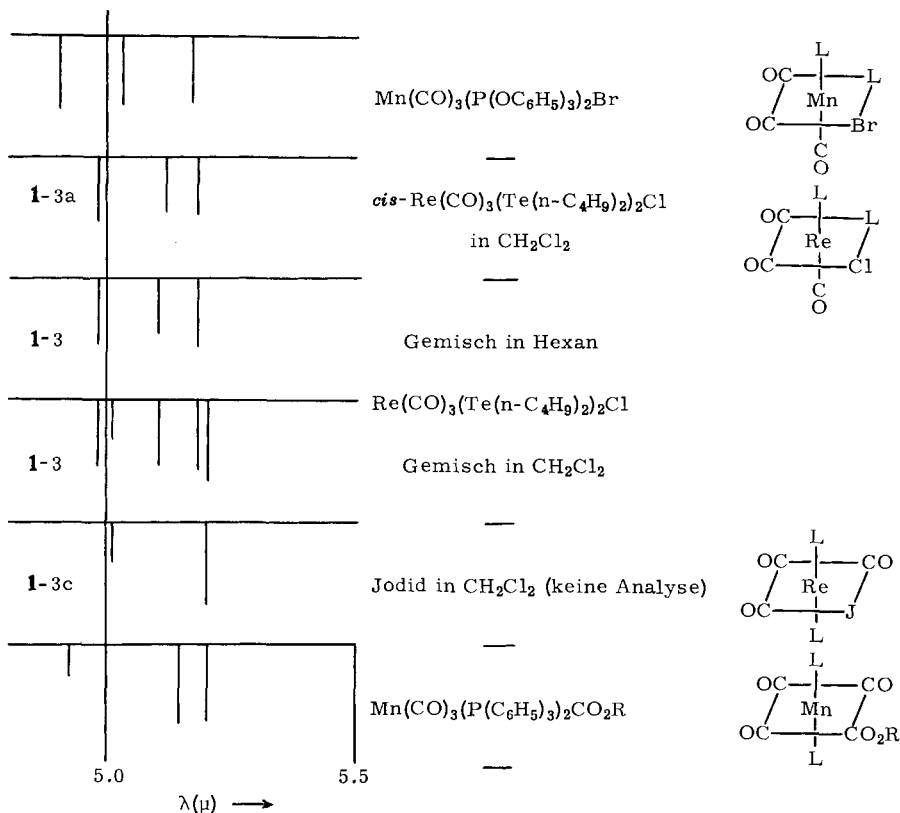 L
OC L
Mn
OC Br
C
O
Mn(CO)₃(P(OC₆H₅)₃)₂Br
1-3a
cis-Re(CO)₃(Te(n-C₄H₉)₂)₂Cl
in CH₂Cl₂
L
OC L
Re
OC Cl
C
O
1-3
Gemisch in Hexan
Re(CO)₃(Te(n-C₄H₉)₂)₂Cl
1-3
Gemisch in CH₂Cl₂
1-3c
Jodid in CH₂Cl₂ (keine Analyse)
L
OC CO
Re
OC J
L
Mn(CO)₃(P(C₆H₅)₃)₂CO₂R
L
OC CO
Mn
OC CO₂R
L
5.0 5.5
λ(μ) →